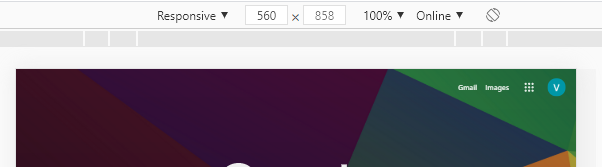 Responsive ▼ 560 × 858 100% ▼ Online ▼
Gmail Images V